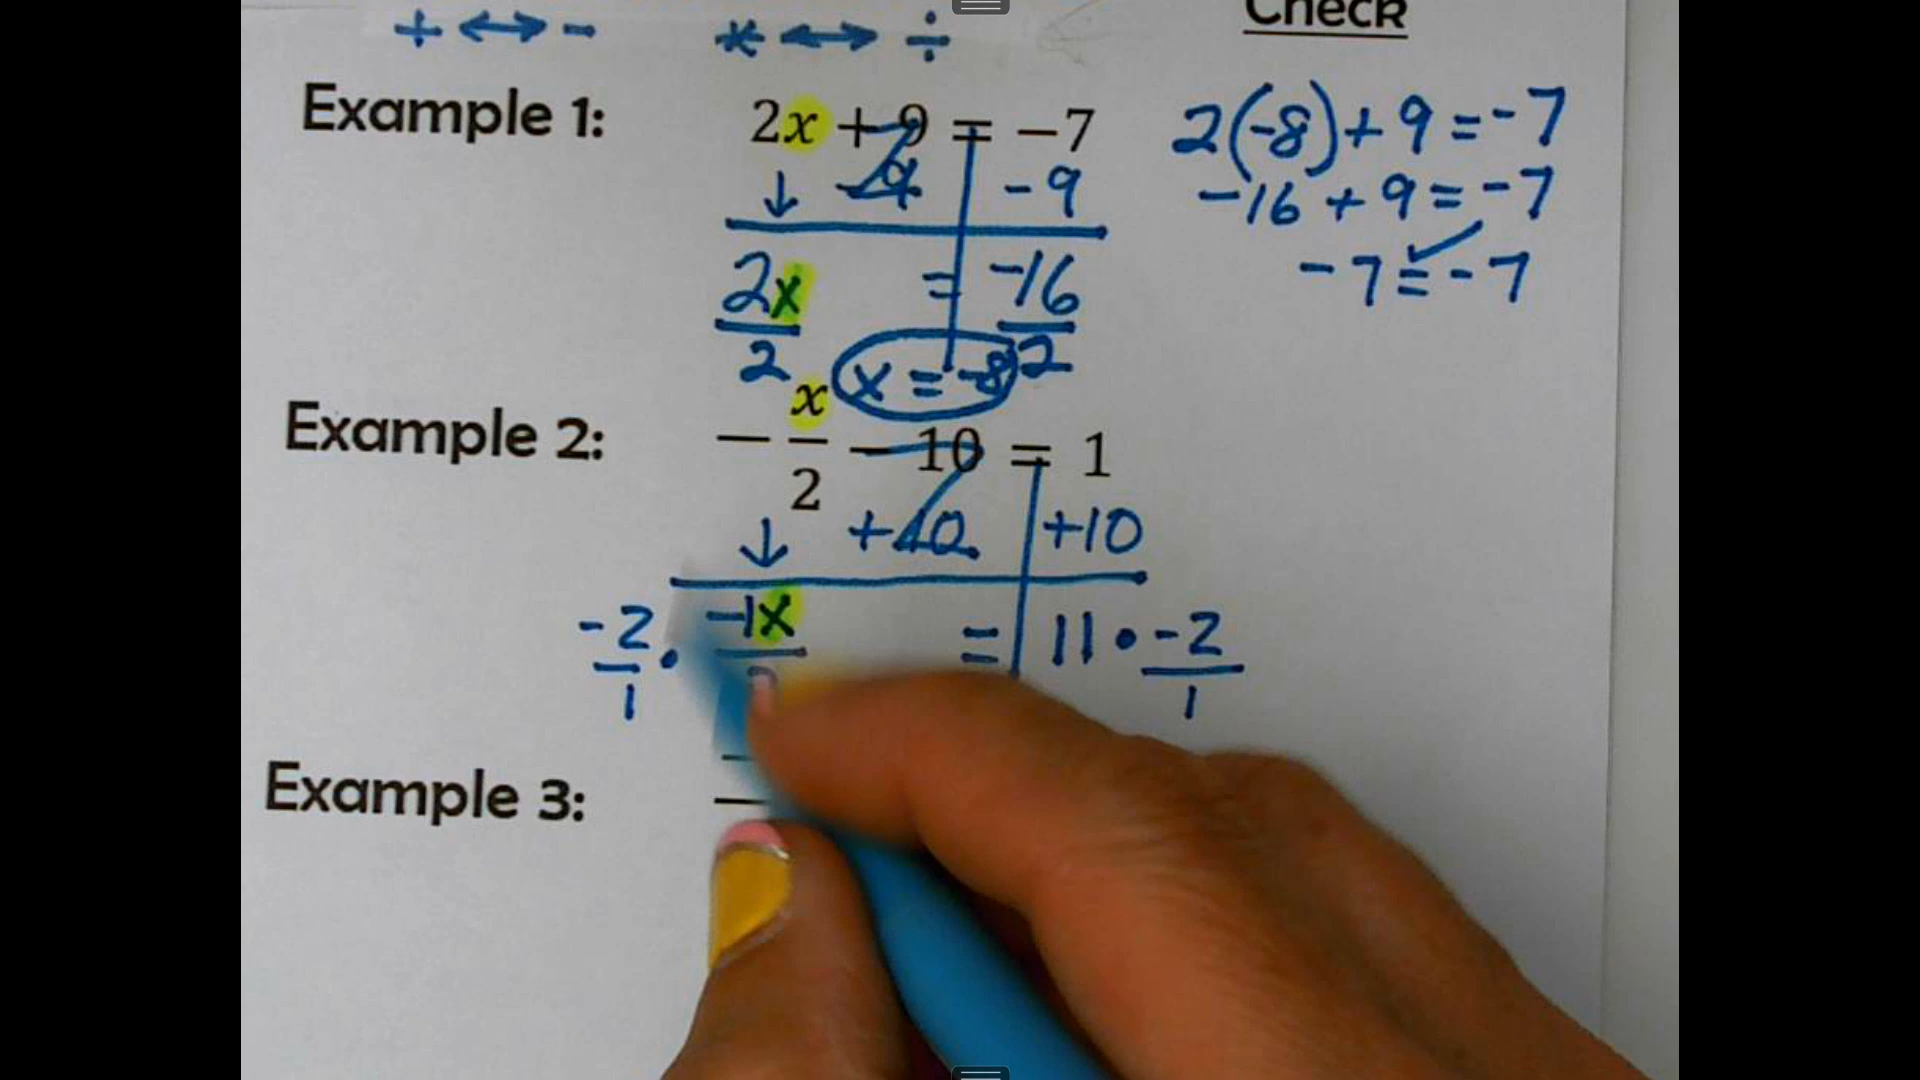 Check
+ ↔ - * ↔ ÷
Example 1: 2x + 9 = −7
↓ -9 -9
2x = -16
2 2
x = -8
2(-8) + 9 = -7
-16 + 9 = -7
-7 = -7 ✓
Example 2: − x/2 − 10 = 1
↓ +10 +10
-2/1 • -1x/2 = 11 • -2/1
Example 3: